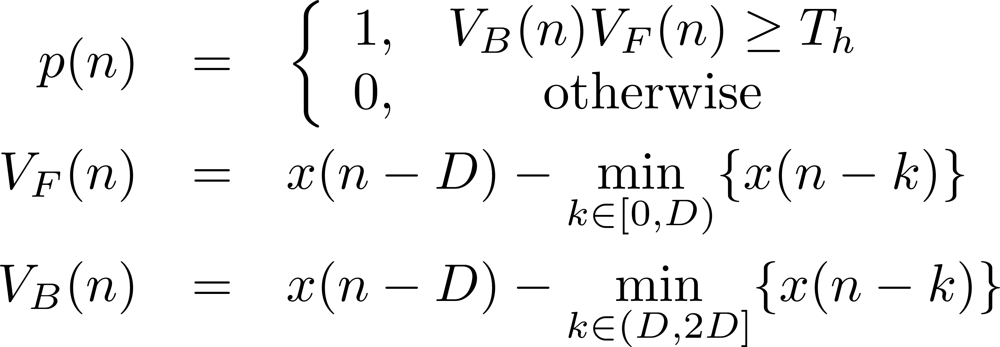 p(n) = { 1, V_B(n)V_F(n) ≥ T_h
0, otherwise
V_F(n) = x(n − D) − min_{k∈[0,D)} {x(n − k)}
V_B(n) = x(n − D) − min_{k∈(D,2D]} {x(n − k)}